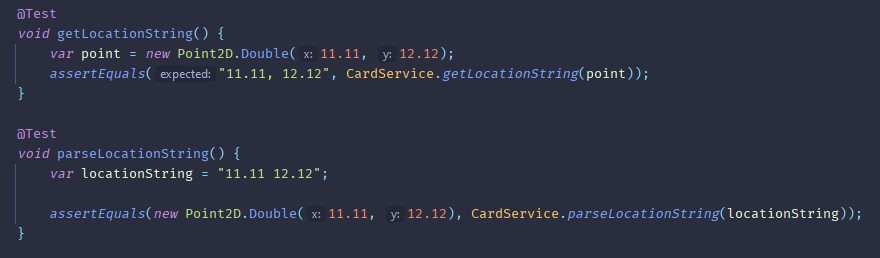 @Test
void getLocationString() {
var point = new Point2D.Double( x: 11.11, y: 12.12);
assertEquals( expected: "11.11, 12.12", CardService.getLocationString(point));
}
@Test
void parseLocationString() {
var locationString = "11.11 12.12";
assertEquals(new Point2D.Double( x: 11.11, y: 12.12), CardService.parseLocationString(locationString));
}